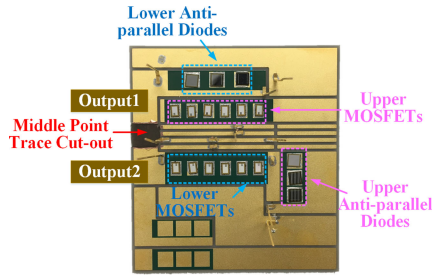 Lower Anti-
parallel Diodes
Output1
Upper
MOSFETs
Middle Point
Trace Cut-out
Output2
Lower
MOSFETs
Upper
Anti-parallel
Diodes